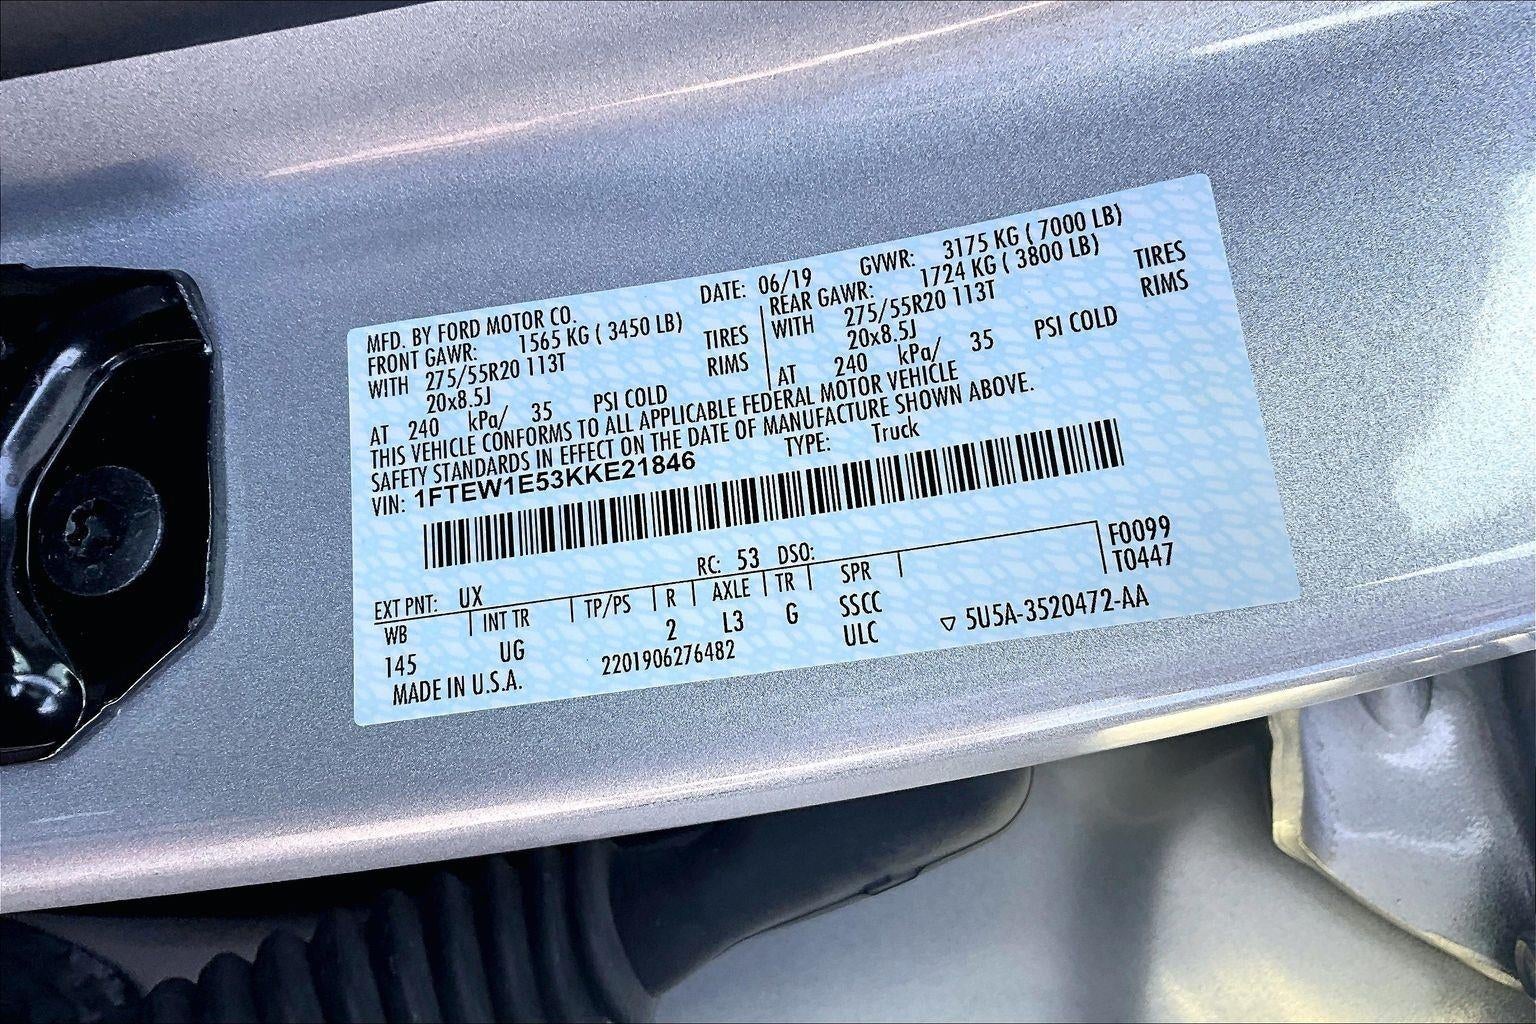 MFD. BY FORD MOTOR CO. DATE: 06/19 GVWR: 3175 KG ( 7000 LB)
FRONT GAWR: 1565 KG ( 3450 LB) REAR GAWR: 1724 KG ( 3800 LB)
WITH 275/55R20 113T TIRES WITH 275/55R20 113T TIRES
20x8.5J RIMS 20x8.5J RIMS
AT 240 kPa/ 35 PSI COLD AT 240 kPa/ 35 PSI COLD
THIS VEHICLE CONFORMS TO ALL APPLICABLE FEDERAL MOTOR VEHICLE
SAFETY STANDARDS IN EFFECT ON THE DATE OF MANUFACTURE SHOWN ABOVE.
VIN: 1FTEW1E53KKE21846 TYPE: Truck
F0099
EXT PNT: UX RC: 53 DSO: T0447
WB INT TR TP/PS R AXLE TR SPR
145 UG 2 L3 G SSCC
MADE IN U.S.A. 2201906276482 ULC ▽ 5U5A-3520472-AA